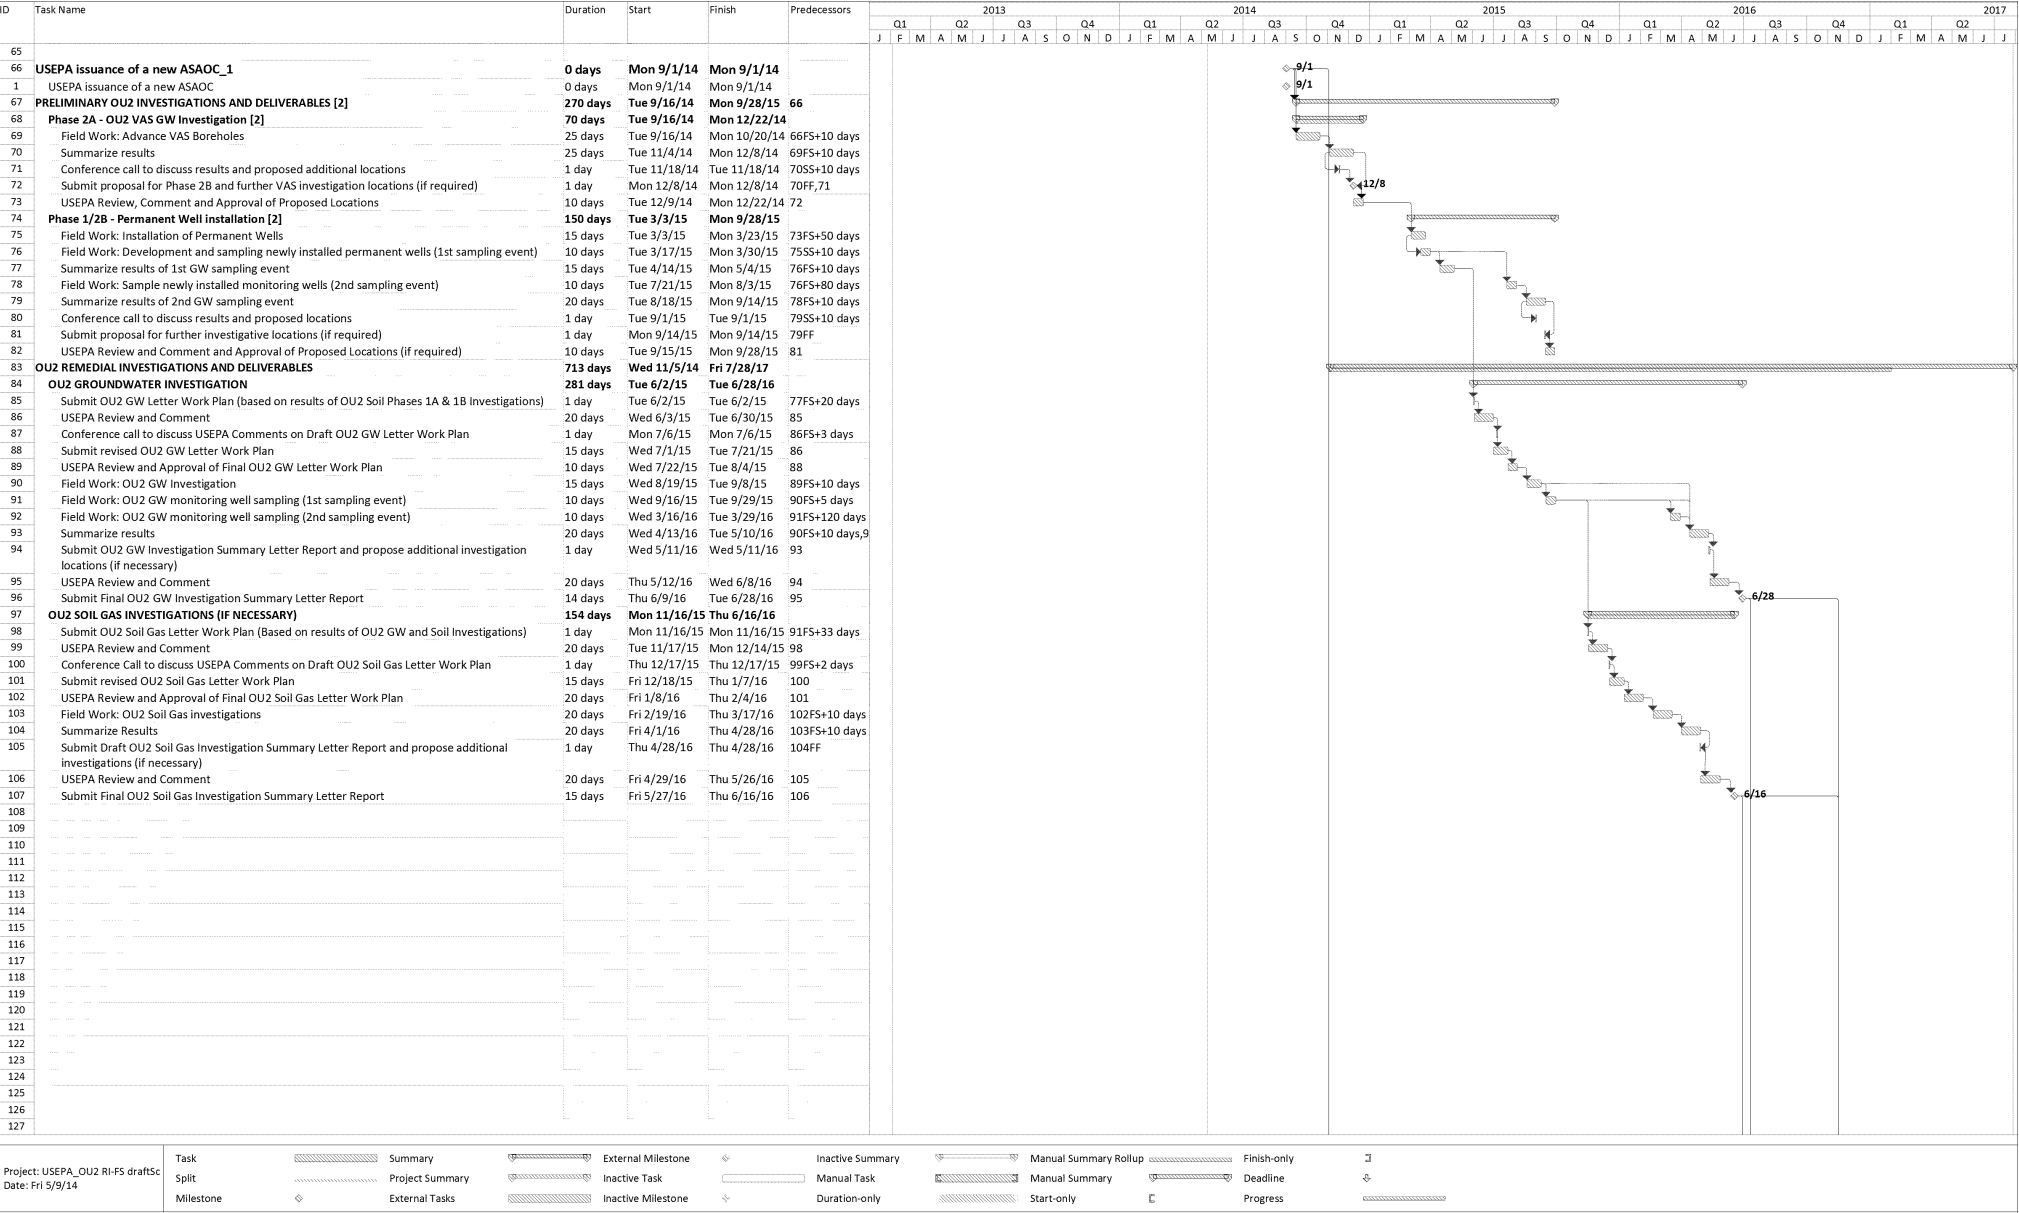 ID Task Name Duration Start Finish Predecessors 2013 2014 2015 2016 2017
Q1 Q2 Q3 Q4 Q1 Q2 Q3 Q4 Q1 Q2 Q3 Q4 Q1 Q2 Q3 Q4 Q1 Q2
J F M A M J J A S O N D J F M A M J J A S O N D J F M A M J J A S O N D J F M A M J J A S O N D J F M A M J J
65
66 USEPA issuance of a new ASAOC_1 0 days Mon 9/1/14 Mon 9/1/14 9/1
1 USEPA issuance of a new ASAOC 0 days Mon 9/1/14 Mon 9/1/14 9/1
67 PRELIMINARY OU2 INVESTIGATIONS AND DELIVERABLES [2] 270 days Tue 9/16/14 Mon 9/28/15 66
68 Phase 2A - OU2 VAS GW Investigation [2] 70 days Tue 9/16/14 Mon 12/22/14
69 Field Work: Advance VAS Boreholes 25 days Tue 9/16/14 Mon 10/20/14 66FS+10 days
70 Summarize results 25 days Tue 11/4/14 Mon 12/8/14 69FS+10 days
71 Conference call to discuss results and proposed additional locations 1 day Tue 11/18/14 Tue 11/18/14 70SS+10 days
72 Submit proposal for Phase 2B and further VAS investigation locations (if required) 1 day Mon 12/8/14 Mon 12/8/14 70FF,71 12/8
73 USEPA Review, Comment and Approval of Proposed Locations 10 days Tue 12/9/14 Mon 12/22/14 72
74 Phase 1/2B - Permanent Well installation [2] 150 days Tue 3/3/15 Mon 9/28/15
75 Field Work: Installation of Permanent Wells 15 days Tue 3/3/15 Mon 3/23/15 73FS+50 days
76 Field Work: Development and sampling newly installed permanent wells (1st sampling event) 10 days Tue 3/17/15 Mon 3/30/15 75SS+10 days
77 Summarize results of 1st GW sampling event 15 days Tue 4/14/15 Mon 5/4/15 76FS+10 days
78 Field Work: Sample newly installed monitoring wells (2nd sampling event) 10 days Tue 7/21/15 Mon 8/3/15 76FS+80 days
79 Summarize results of 2nd GW sampling event 20 days Tue 8/18/15 Mon 9/14/15 78FS+10 days
80 Conference call to discuss results and proposed locations 1 day Tue 9/1/15 Tue 9/1/15 79SS+10 days
81 Submit proposal for further investigative locations (if required) 1 day Mon 9/14/15 Mon 9/14/15 79FF
82 USEPA Review and Comment and Approval of Proposed Locations (if required) 10 days Tue 9/15/15 Mon 9/28/15 81
83 OU2 REMEDIAL INVESTIGATIONS AND DELIVERABLES 713 days Wed 11/5/14 Fri 7/28/17
84 OU2 GROUNDWATER INVESTIGATION 281 days Tue 6/2/15 Tue 6/28/16
85 Submit OU2 GW Letter Work Plan (based on results of OU2 Soil Phases 1A & 1B Investigations) 1 day Tue 6/2/15 Tue 6/2/15 77FS+20 days
86 USEPA Review and Comment 20 days Wed 6/3/15 Tue 6/30/15 85
87 Conference call to discuss USEPA Comments on Draft OU2 GW Letter Work Plan 1 day Mon 7/6/15 Mon 7/6/15 86FS+3 days
88 Submit revised OU2 GW Letter Work Plan 15 days Wed 7/1/15 Tue 7/21/15 86
89 USEPA Review and Approval of Final OU2 GW Letter Work Plan 10 days Wed 7/22/15 Tue 8/4/15 88
90 Field Work: OU2 GW Investigation 15 days Wed 8/19/15 Tue 9/8/15 89FS+10 days
91 Field Work: OU2 GW monitoring well sampling (1st sampling event) 10 days Wed 9/16/15 Tue 9/29/15 90FS+5 days
92 Field Work: OU2 GW monitoring well sampling (2nd sampling event) 10 days Wed 3/16/16 Tue 3/29/16 91FS+120 days
93 Summarize results 20 days Wed 4/13/16 Tue 5/10/16 90FS+10 days,9
94 Submit OU2 GW Investigation Summary Letter Report and propose additional investigation 1 day Wed 5/11/16 Wed 5/11/16 93
locations (if necessary)
95 USEPA Review and Comment 20 days Thu 5/12/16 Wed 6/8/16 94
96 Submit Final OU2 GW Investigation Summary Letter Report 14 days Thu 6/9/16 Tue 6/28/16 95 6/28
97 OU2 SOIL GAS INVESTIGATIONS (IF NECESSARY) 154 days Mon 11/16/15 Thu 6/16/16
98 Submit OU2 Soil Gas Letter Work Plan (Based on results of OU2 GW and Soil Investigations) 1 day Mon 11/16/15 Mon 11/16/15 91FS+33 days
99 USEPA Review and Comment 20 days Tue 11/17/15 Mon 12/14/15 98
100 Conference Call to discuss USEPA Comments on Draft OU2 Soil Gas Letter Work Plan 1 day Thu 12/17/15 Thu 12/17/15 99FS+2 days
101 Submit revised OU2 Soil Gas Letter Work Plan 15 days Fri 12/18/15 Thu 1/7/16 100
102 USEPA Review and Approval of Final OU2 Soil Gas Letter Work Plan 20 days Fri 1/8/16 Thu 2/4/16 101
103 Field Work: OU2 Soil Gas investigations 20 days Fri 2/19/16 Thu 3/17/16 102FS+10 days
104 Summarize Results 20 days Fri 4/1/16 Thu 4/28/16 103FS+10 days
105 Submit Draft OU2 Soil Gas Investigation Summary Letter Report and propose additional 1 day Thu 4/28/16 Thu 4/28/16 104FF
investigations (if necessary)
106 USEPA Review and Comment 20 days Fri 4/29/16 Thu 5/26/16 105
107 Submit Final OU2 Soil Gas Investigation Summary Letter Report 15 days Fri 5/27/16 Thu 6/16/16 106 6/16
108
109
110
111
112
113
114
115
116
117
118
119
120
121
122
123
124
125
126
127
Project: USEPA_OU2 RI-FS draftSc
Date: Fri 5/9/14
Task Summary External Milestone Inactive Summary Manual Summary Rollup Finish-only
Split Project Summary Inactive Task Manual Task Manual Summary Deadline
Milestone External Tasks Inactive Milestone Duration-only Start-only Progress